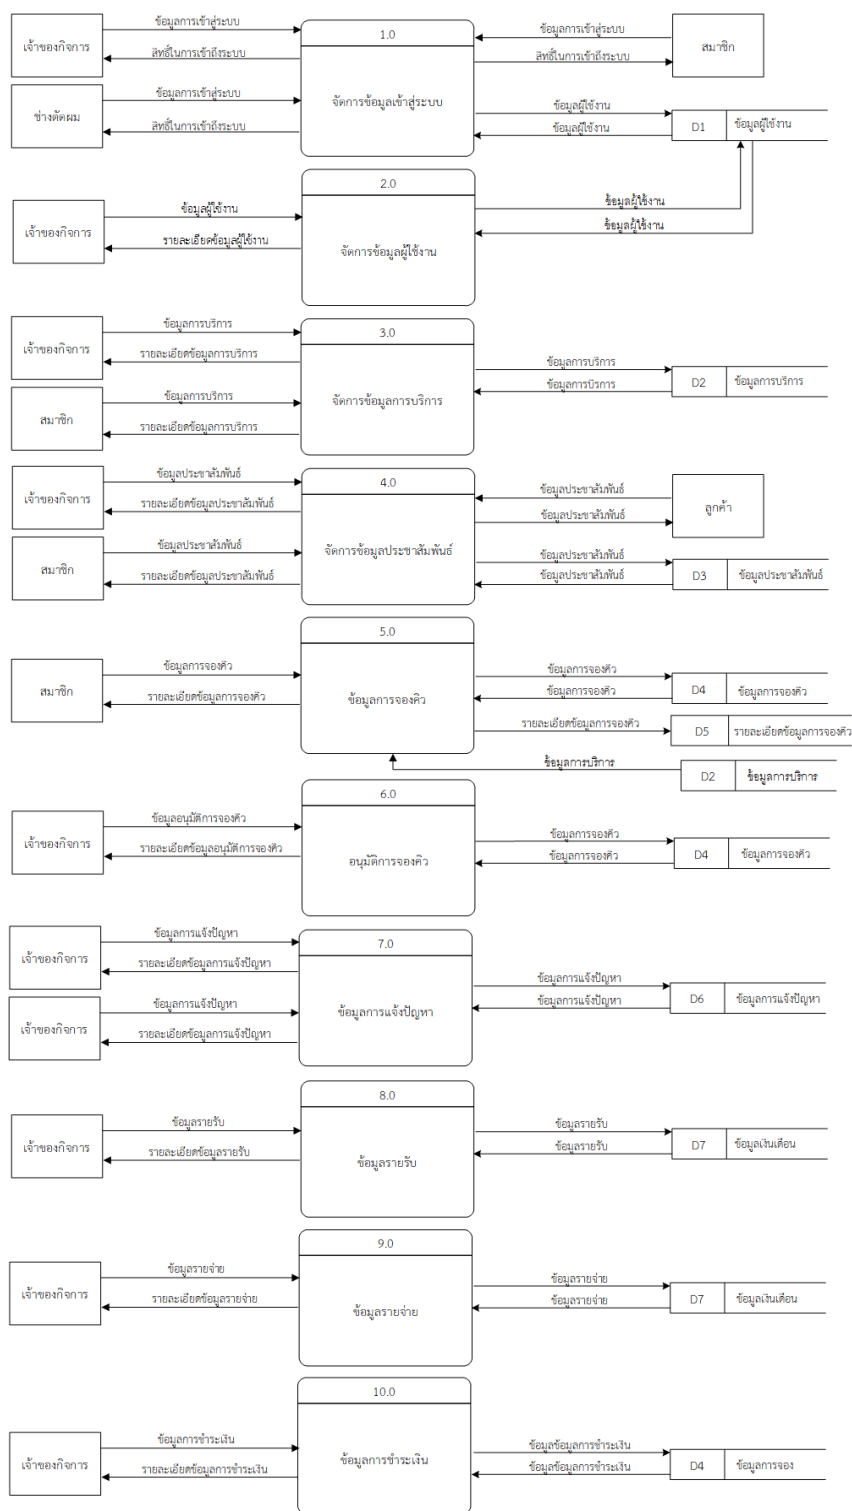 ข้อมูลการเข้าสู่ระบบ
เจ้าของกิจการ
สิทธิ์ในการเข้าถึงระบบ
1.0
ข้อมูลการเข้าสู่ระบบ
สมาชิก
สิทธิ์ในการเข้าถึงระบบ
ข้อมูลการเข้าสู่ระบบ
ช่างตัดผม
สิทธิ์ในการเข้าถึงระบบ
จัดการข้อมูลเข้าสู่ระบบ
ข้อมูลผู้ใช้งาน
ข้อมูลผู้ใช้งาน
D1
ข้อมูลผู้ใช้งาน
2.0
ข้อมูลผู้ใช้งาน
เจ้าของกิจการ
รายละเอียดข้อมูลผู้ใช้งาน
จัดการข้อมูลผู้ใช้งาน
ข้อมูลผู้ใช้งาน
ข้อมูลผู้ใช้งาน
3.0
ข้อมูลการบริการ
เจ้าของกิจการ
รายละเอียดข้อมูลการบริการ
ข้อมูลการบริการ
สมาชิก
รายละเอียดข้อมูลการบริการ
จัดการข้อมูลการบริการ
ข้อมูลการบริการ
ข้อมูลการบิรการ
D2
ข้อมูลการบริการ
4.0
ข้อมูลประชาสัมพันธ์
เจ้าของกิจการ
รายละเอียดข้อมูลประชาสัมพันธ์
ข้อมูลประชาสัมพันธ์
สมาชิก
รายละเอียดข้อมูลประชาสัมพันธ์
จัดการข้อมูลประชาสัมพันธ์
ข้อมูลประชาสัมพันธ์
ข้อมูลประชาสัมพันธ์
ลูกค้า
ข้อมูลประชาสัมพันธ์
ข้อมูลประชาสัมพันธ์
D3
ข้อมูลประชาสัมพันธ์
5.0
ข้อมูลการจองคิว
สมาชิก
รายละเอียดข้อมูลการจองคิว
ข้อมูลการจองคิว
ข้อมูลการจองคิว
ข้อมูลการจองคิว
D4
ข้อมูลการจองคิว
รายละเอียดข้อมูลการจองคิว
D5
รายละเอียดข้อมูลการจองคิว
ข้อมูลการบริการ
D2
ข้อมูลการบริการ
6.0
ข้อมูลอนุมัติการจองคิว
เจ้าของกิจการ
รายละเอียดข้อมูลอนุมัติการจองคิว
อนุมัติการจองคิว
ข้อมูลการจองคิว
ข้อมูลการจองคิว
D4
ข้อมูลการจองคิว
7.0
ข้อมูลการแจ้งปัญหา
เจ้าของกิจการ
รายละเอียดข้อมูลการแจ้งปัญหา
ข้อมูลการแจ้งปัญหา
เจ้าของกิจการ
รายละเอียดข้อมูลการแจ้งปัญหา
ข้อมูลการแจ้งปัญหา
ข้อมูลการแจ้งปัญหา
ข้อมูลการแจ้งปัญหา
D6
ข้อมูลการแจ้งปัญหา
8.0
ข้อมูลรายรับ
เจ้าของกิจการ
รายละเอียดข้อมูลรายรับ
ข้อมูลรายรับ
ข้อมูลรายรับ
ข้อมูลรายรับ
D7
ข้อมูลเงินเดือน
9.0
ข้อมูลรายจ่าย
เจ้าของกิจการ
รายละเอียดข้อมูลรายจ่าย
ข้อมูลรายจ่าย
ข้อมูลรายจ่าย
ข้อมูลรายจ่าย
D7
ข้อมูลเงินเดือน
10.0
ข้อมูลการชำระเงิน
เจ้าของกิจการ
รายละเอียดข้อมูลการชำระเงิน
ข้อมูลการชำระเงิน
ข้อมูลข้อมูลการชำระเงิน
ข้อมูลข้อมูลการชำระเงิน
D4
ข้อมูลการจอง